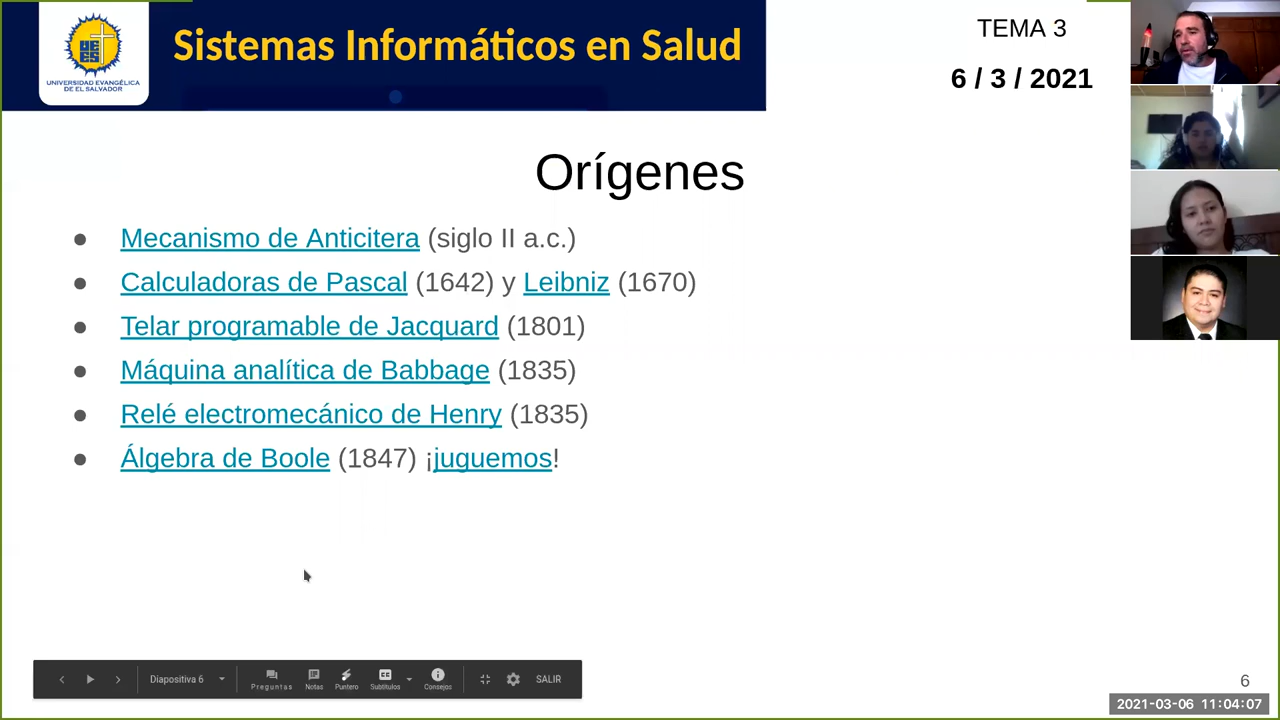 UNIVERSIDAD EVANGÉLICA
DE EL SALVADOR
Sistemas Informáticos en Salud
TEMA 3
6 / 3 / 2021
Orígenes
● Mecanismo de Anticitera (siglo II a.c.)
● Calculadoras de Pascal (1642) y Leibniz (1670)
● Telar programable de Jacquard (1801)
● Máquina analítica de Babbage (1835)
● Relé electromecánico de Henry (1835)
● Álgebra de Boole (1847) ¡juguemos!
Diapositiva 6
Preguntas
Notas
Puntero
Subtítulos
Consejos
SALIR
6
2021-03-06 11:04:07